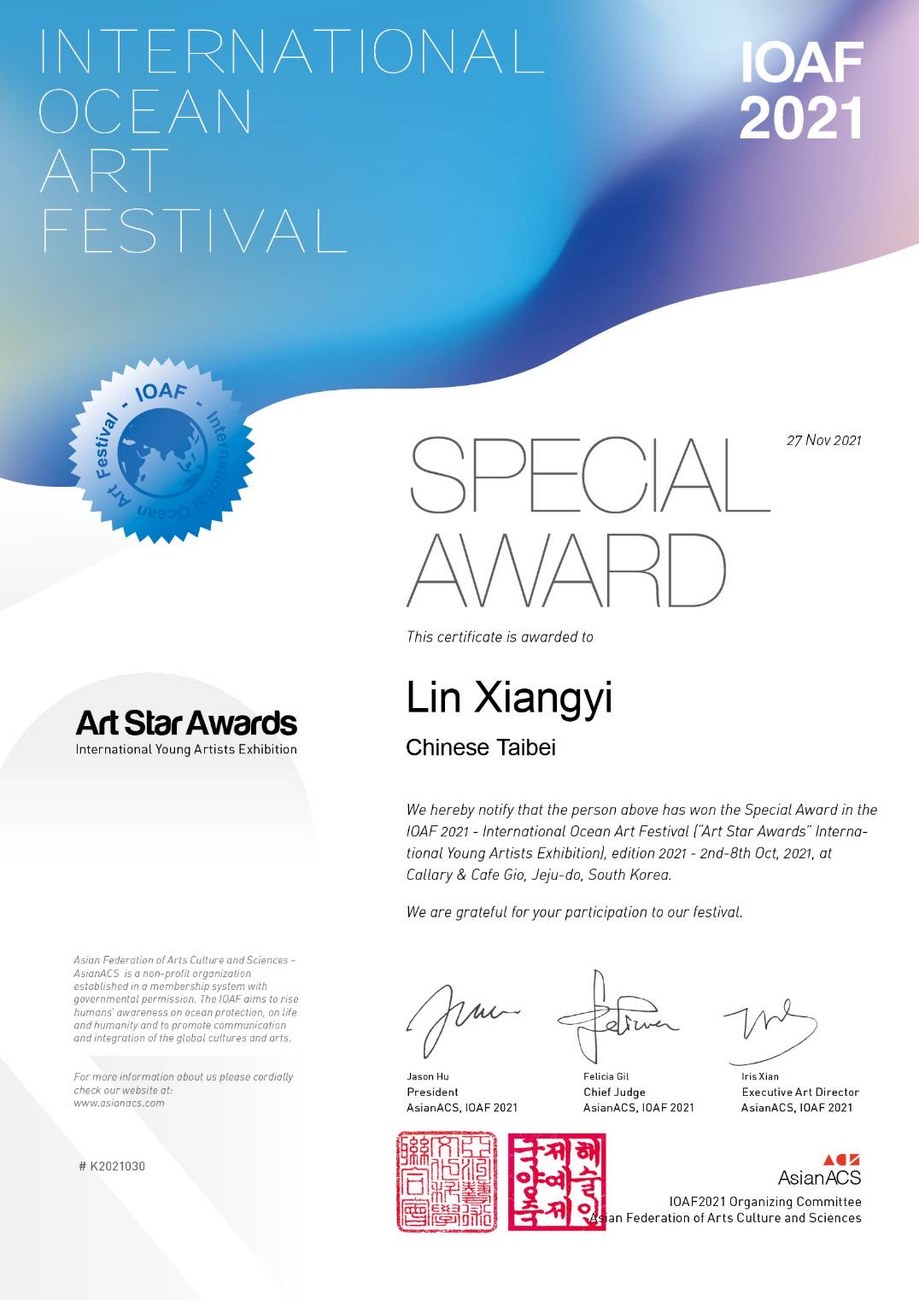 INTERNATIONAL
OCEAN
ART
FESTIVAL
IOAF
2021
- IOAF - International Ocean Art Festival
SPECIAL
AWARD
27 Nov 2021
This certificate is awarded to
Lin Xiangyi
Chinese Taibei
Art Star Awards
International Young Artists Exhibition
We hereby notify that the person above has won the Special Award in the
IOAF 2021 - International Ocean Art Festival ("Art Star Awards" Interna-
tional Young Artists Exhibition), edition 2021 - 2nd-8th Oct, 2021, at
Callary & Cafe Gio, Jeju-do, South Korea.
We are grateful for your participation to our festival.
Asian Federation of Arts Culture and Sciences –
AsianACS is a non-profit organization
established in a membership system with
governmental permission. The IOAF aims to rise
humans' awareness on ocean protection, on life
and humanity and to promote communication
and integration of the global cultures and arts.
For more information about us please cordially
check our website at:
www.asianacs.com
# K2021030
Jason Hu
President
AsianACS, IOAF 2021
Felicia Gil
Chief Judge
AsianACS, IOAF 2021
Iris Xian
Executive Art Director
AsianACS, IOAF 2021
ACS
AsianACS
IOAF2021 Organizing Committee
Asian Federation of Arts Culture and Sciences